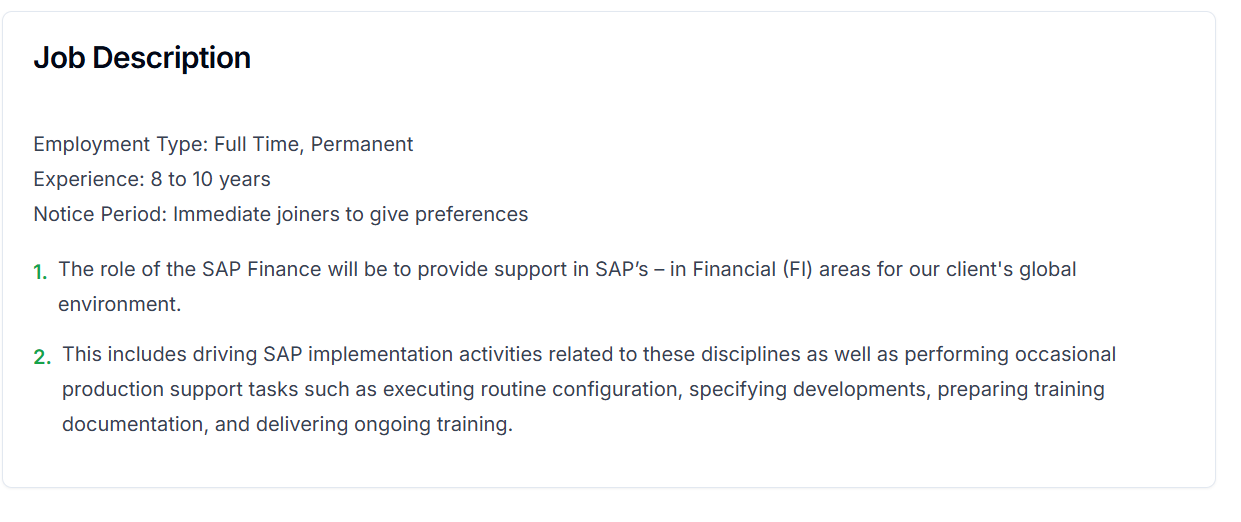 Job Description
Employment Type: Full Time, Permanent
Experience: 8 to 10 years
Notice Period: Immediate joiners to give preferences
1. The role of the SAP Finance will be to provide support in SAP’s – in Financial (FI) areas for our client's global
environment.
2. This includes driving SAP implementation activities related to these disciplines as well as performing occasional
production support tasks such as executing routine configuration, specifying developments, preparing training
documentation, and delivering ongoing training.